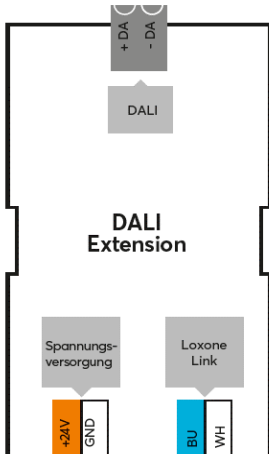 + DA
- DA
DALI
DALI
Extension
Spannungs-
versorgung
Loxone
Link
+24V
GND
BU
WH